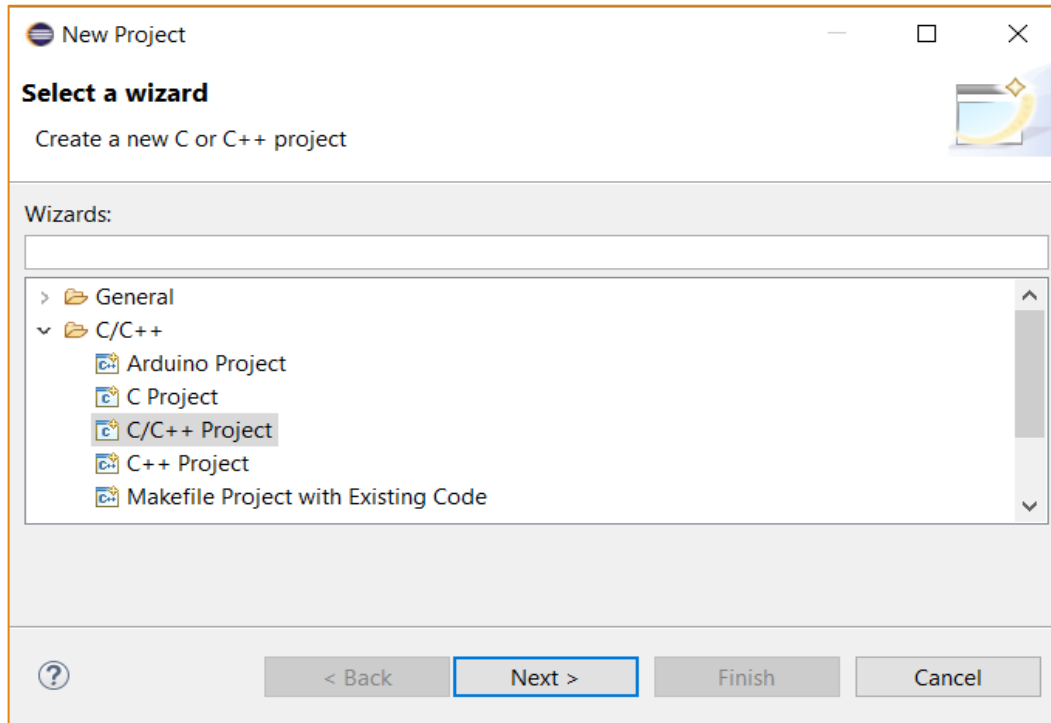 New Project
Select a wizard
Create a new C or C++ project
Wizards:
General
C/C++
Arduino Project
C Project
C/C++ Project
C++ Project
Makefile Project with Existing Code
? < Back Next > Finish Cancel